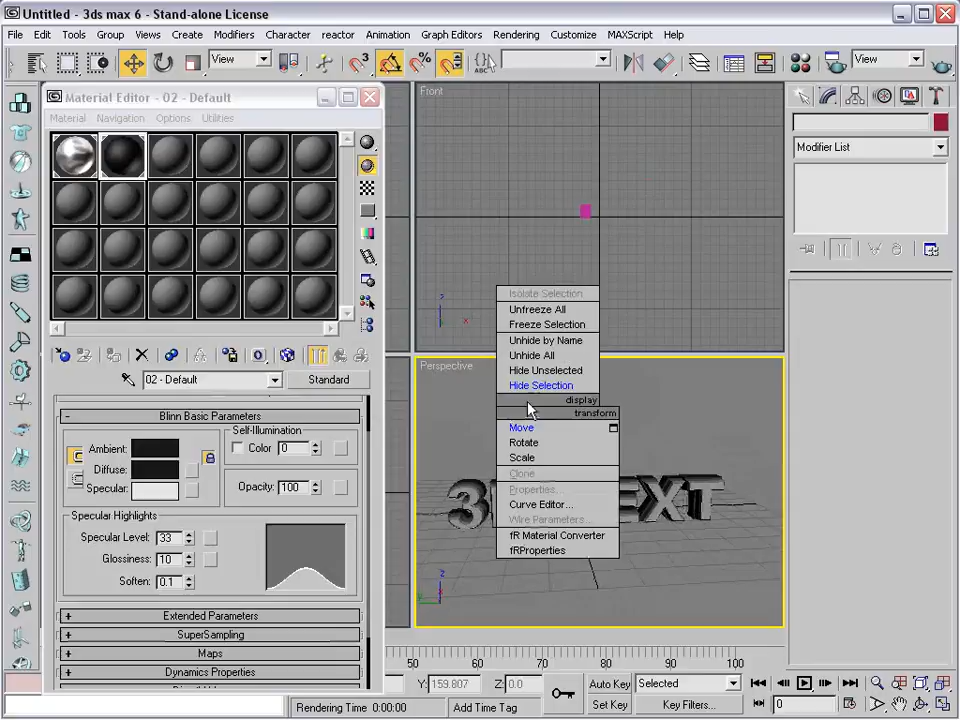 Untitled - 3ds max 6 - Stand-alone License
File Edit Tools Group Views Create Modifiers Character reactor Animation Graph Editors Rendering Customize MAXScript Help
View
View
Material Editor - 02 - Default
Material Navigation Options Utilities
02 - Default
Standard
Blinn Basic Parameters
Ambient:
Diffuse:
Specular:
Self-Illumination
Color 0
Opacity: 100
Specular Highlights
Specular Level: 33
Glossiness: 10
Soften: 0.1
Extended Parameters
SuperSampling
Maps
Dynamics Properties
Front
z
x
Isolate Selection
Unfreeze All
Freeze Selection
Unhide by Name
Unhide All
Hide Unselected
Hide Selection
display
transform
Move
Rotate
Scale
Clone
Properties...
Curve Editor...
Wire Parameters...
fR Material Converter
fRProperties
Perspective
z
Modifier List
50 60 70 80 90 100
Y: 159.807 Z: 0.0
Auto Key Selected
Set Key Key Filters...
0
Rendering Time 0:00:00 Add Time Tag